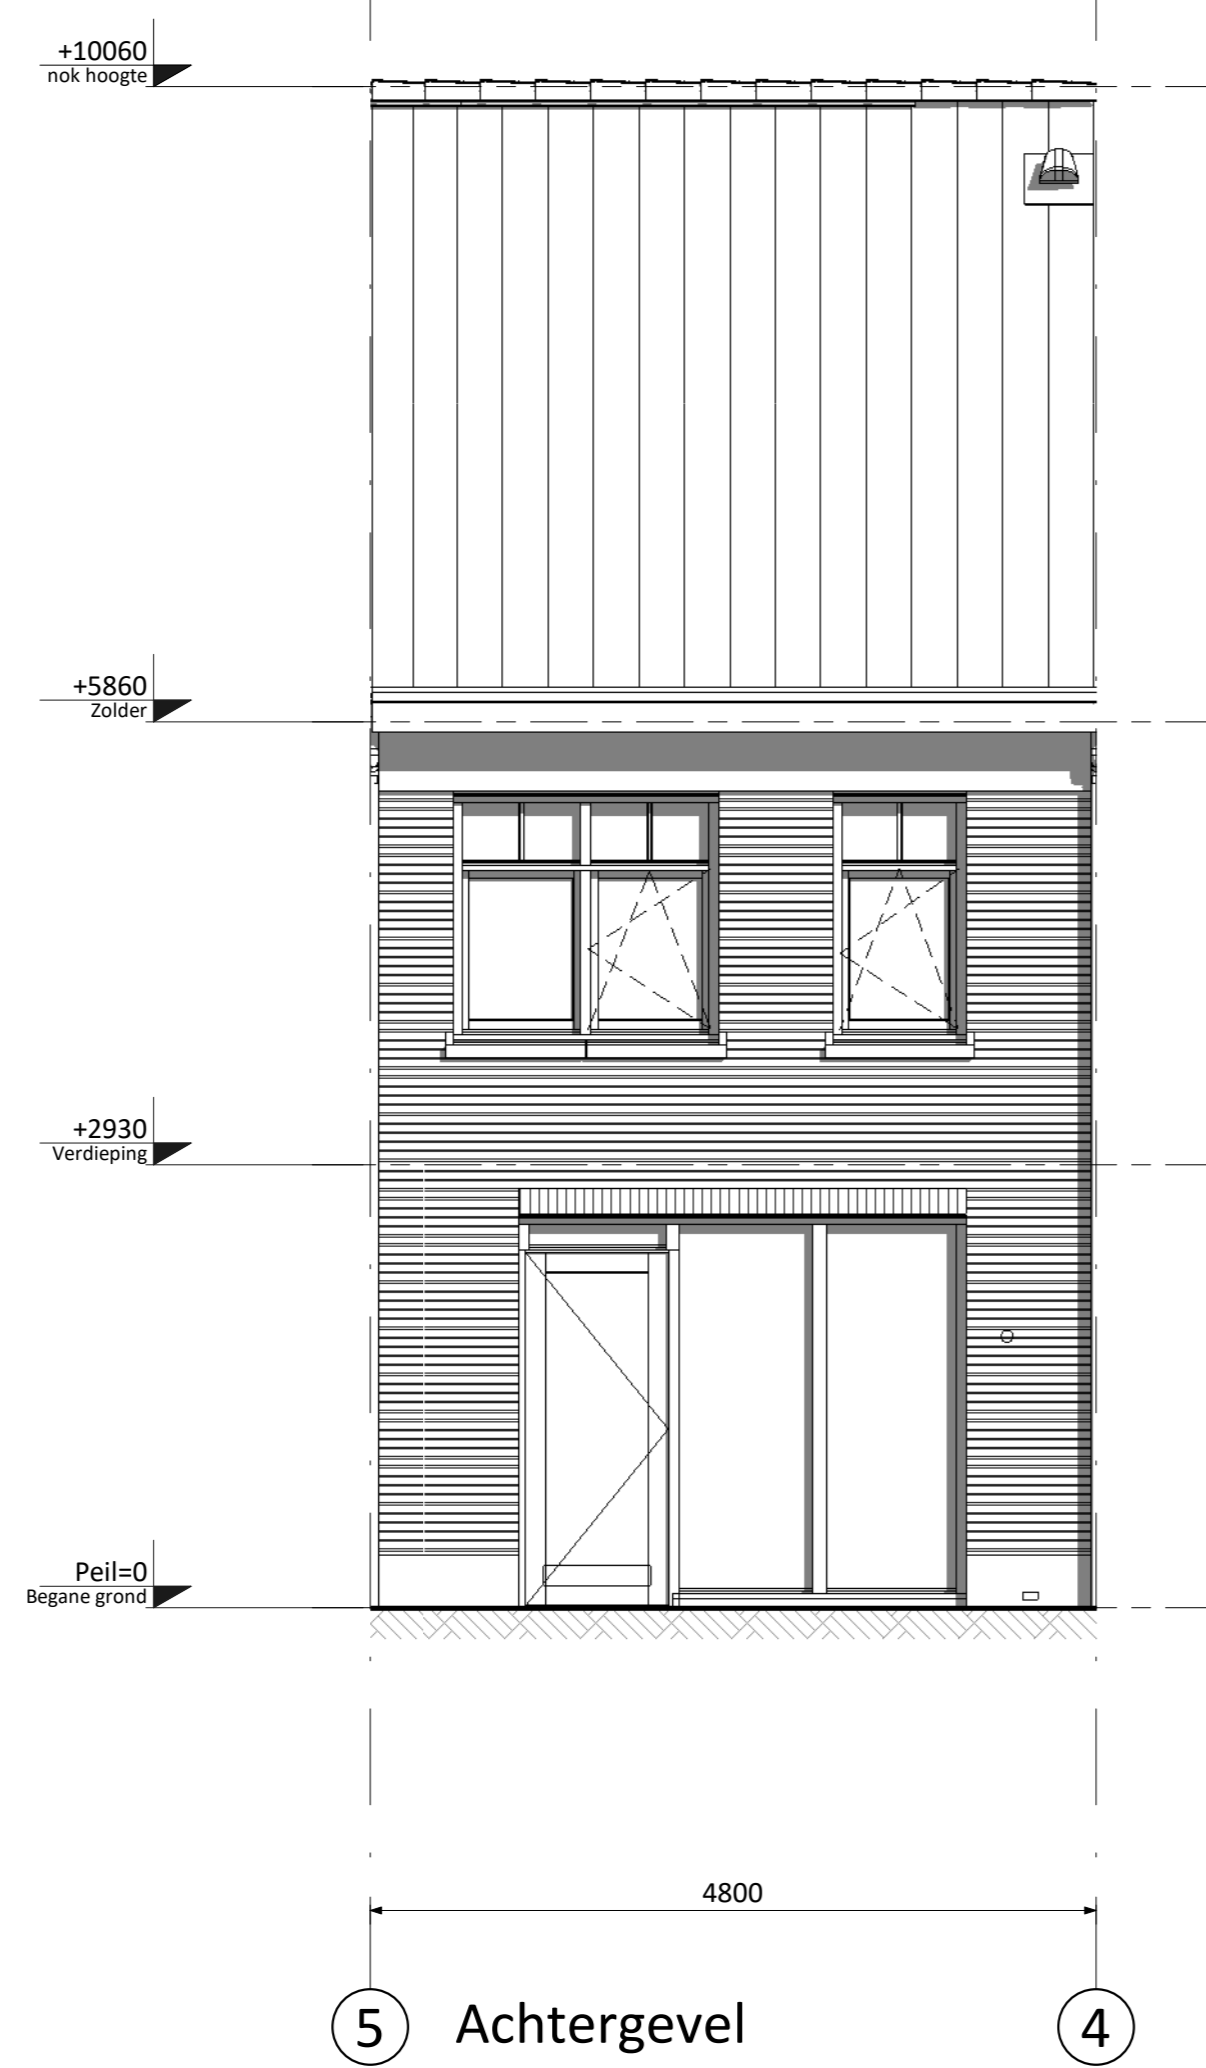 +10060
nok hoogte
+5860
Zolder
+2930
Verdieping
Peil=0
Begane grond
4800
5 Achtergevel 4